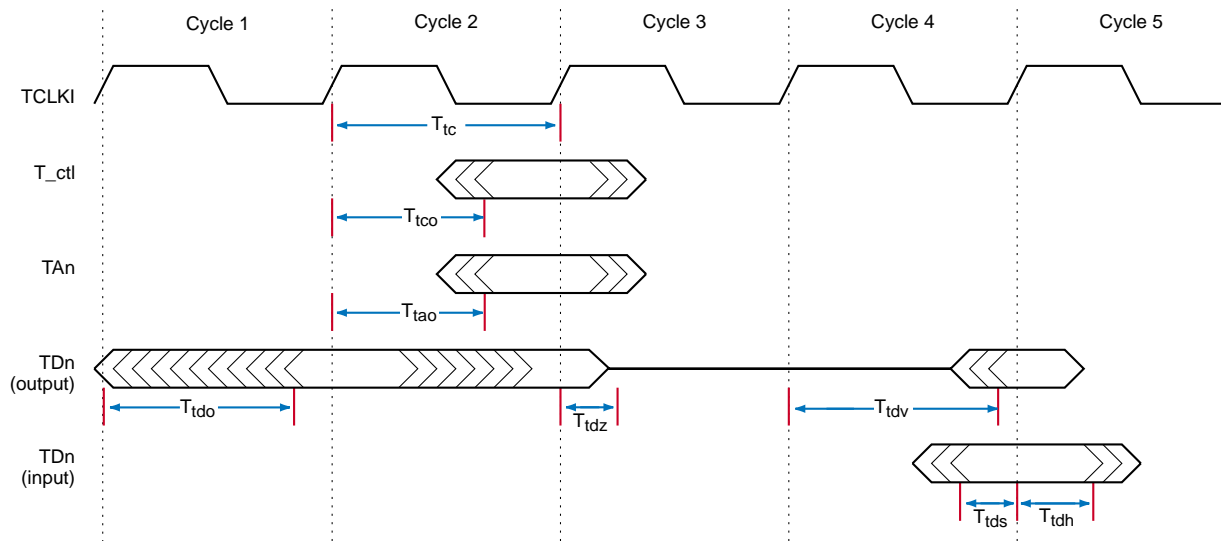 Cycle 1 Cycle 2 Cycle 3 Cycle 4 Cycle 5
TCLKI
Ttc
T_ctl
Ttco
TAn
Ttao
TDn
(output)
Ttdo Ttdz Ttdv
TDn
(input)
Ttds Ttdh